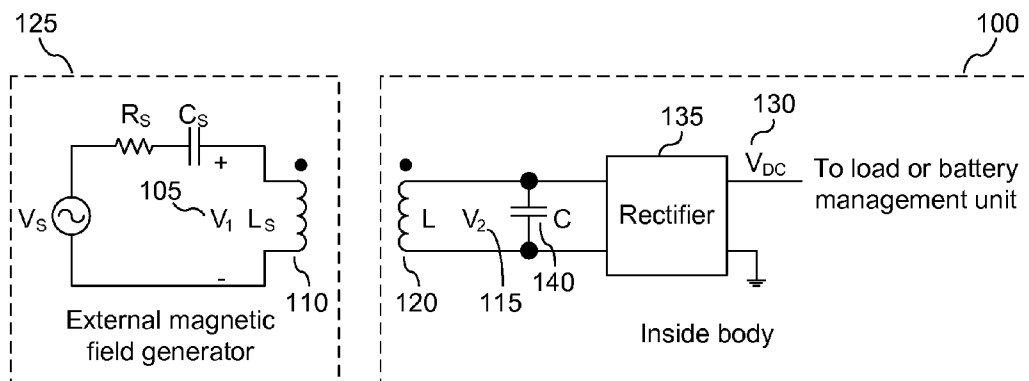 125
100
R_S
C_S
+
105
V_S
V_1
L_S
-
110
External magnetic
field generator
L
V_2
C
120
115
140
135
Rectifier
130
V_DC
To load or battery
management unit
Inside body